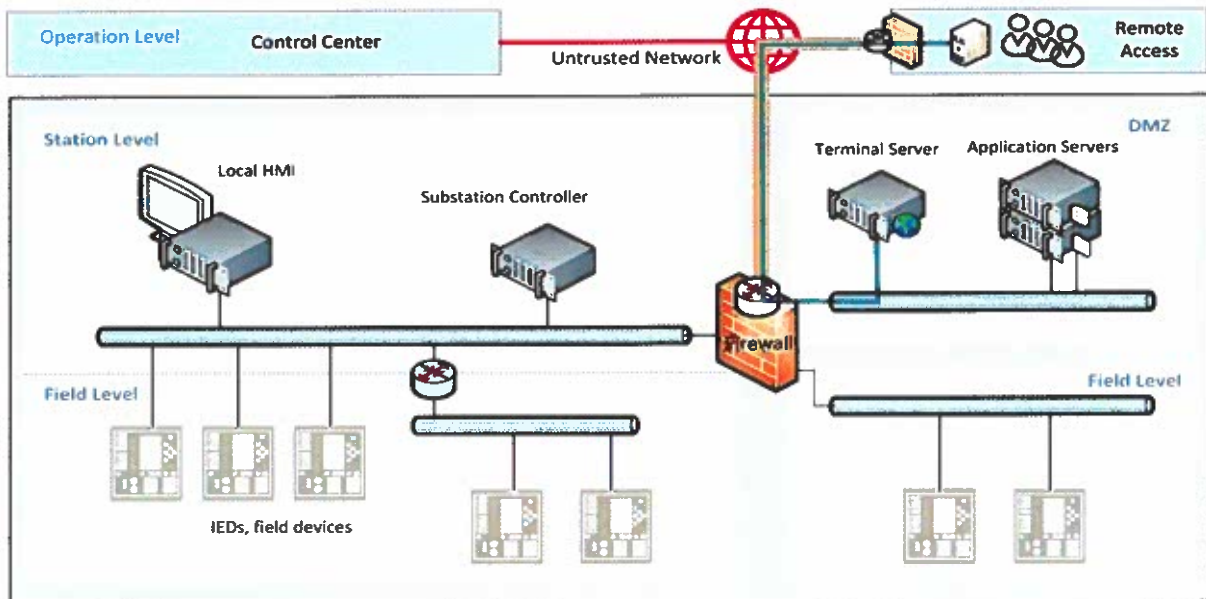 Operation Level
Control Center
Untrusted Network
Remote
Access
Station Level
DMZ
Local HMI
Terminal Server
Application Servers
Substation Controller
Firewall
Field Level
Field Level
IEDs, field devices